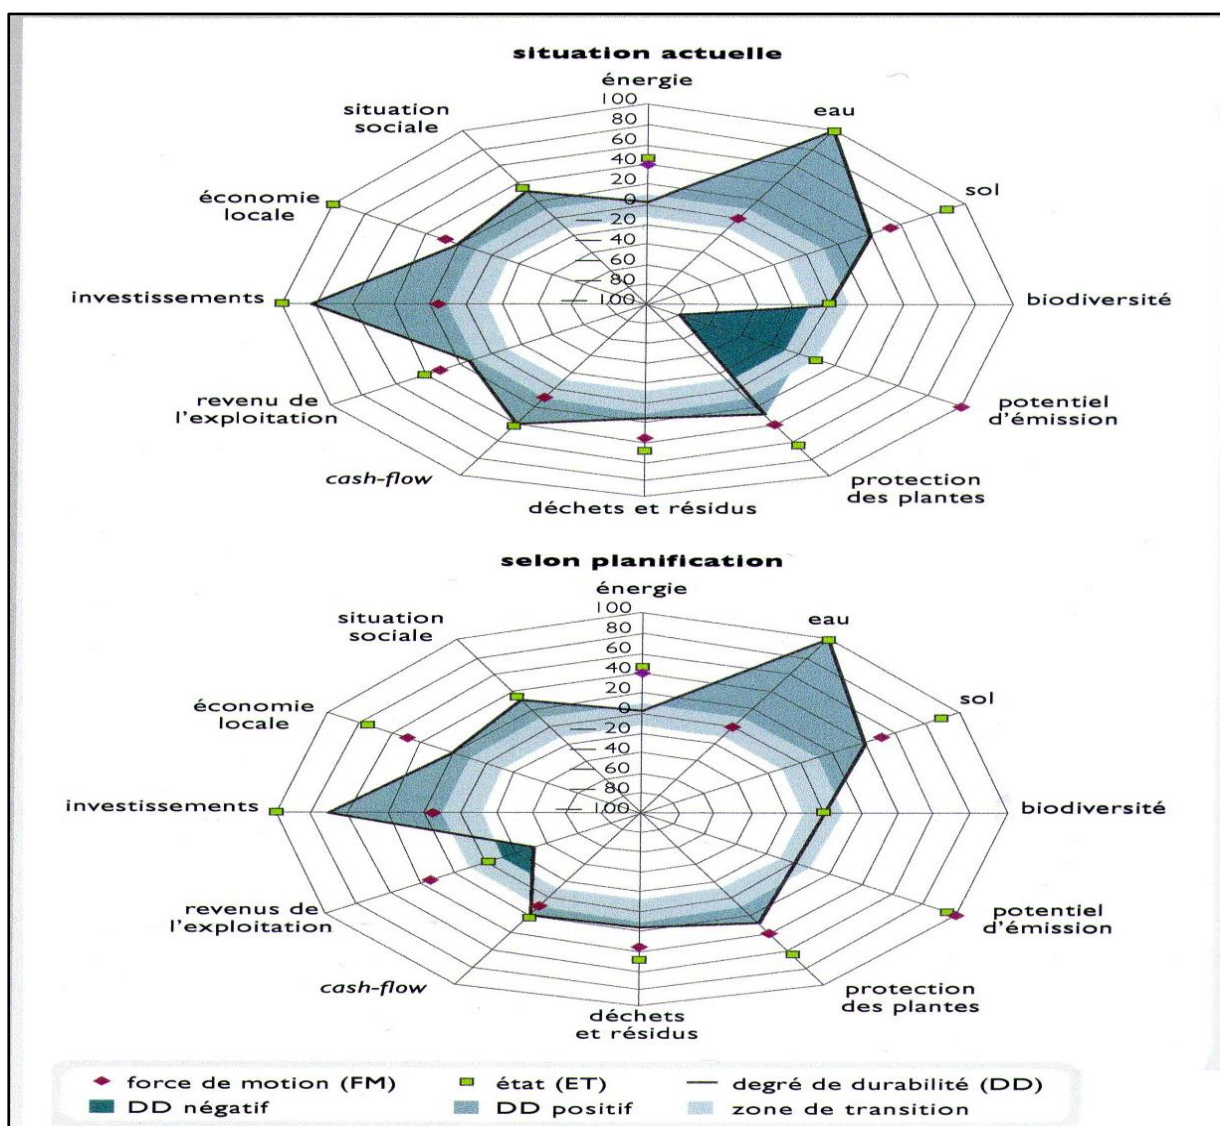 situation actuelle
énergie
100
80
60
40
20
0
20
40
60
80
100
eau
sol
biodiversité
potentiel
d'émission
protection
des plantes
déchets et résidus
cash-flow
revenu de
l'exploitation
investissements
économie
locale
situation
sociale
selon planification
énergie
100
80
60
40
20
0
20
40
60
80
100
eau
sol
biodiversité
potentiel
d'émission
protection
des plantes
déchets
et résidus
cash-flow
revenus de
l'exploitation
investissements
économie
locale
situation
sociale
force de motion (FM) état (ET) degré de durabilité (DD)
DD négatif DD positif zone de transition